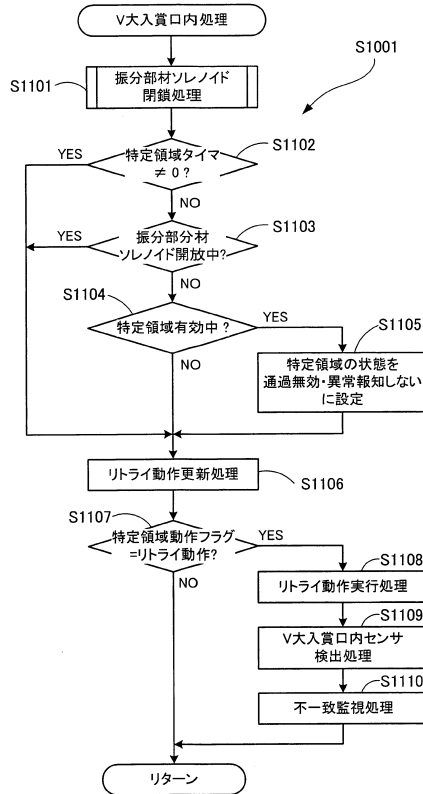 V大入賞口内処理
S1001
S1101
振分部材ソレノイド
閉鎖処理
YES
特定領域タイマ
≠ 0 ?
S1102
NO
YES
振分部分材
ソレノイド開放中?
S1103
NO
S1104
特定領域有効中 ?
YES
S1105
NO
特定領域の状態を
通過無効・異常報知しない
に設定
リトライ動作更新処理
S1106
S1107
特定領域動作フラグ
=リトライ動作?
YES
NO
S1108
リトライ動作実行処理
S1109
V大入賞口内センサ
検出処理
S1110
不一致監視処理
リターン